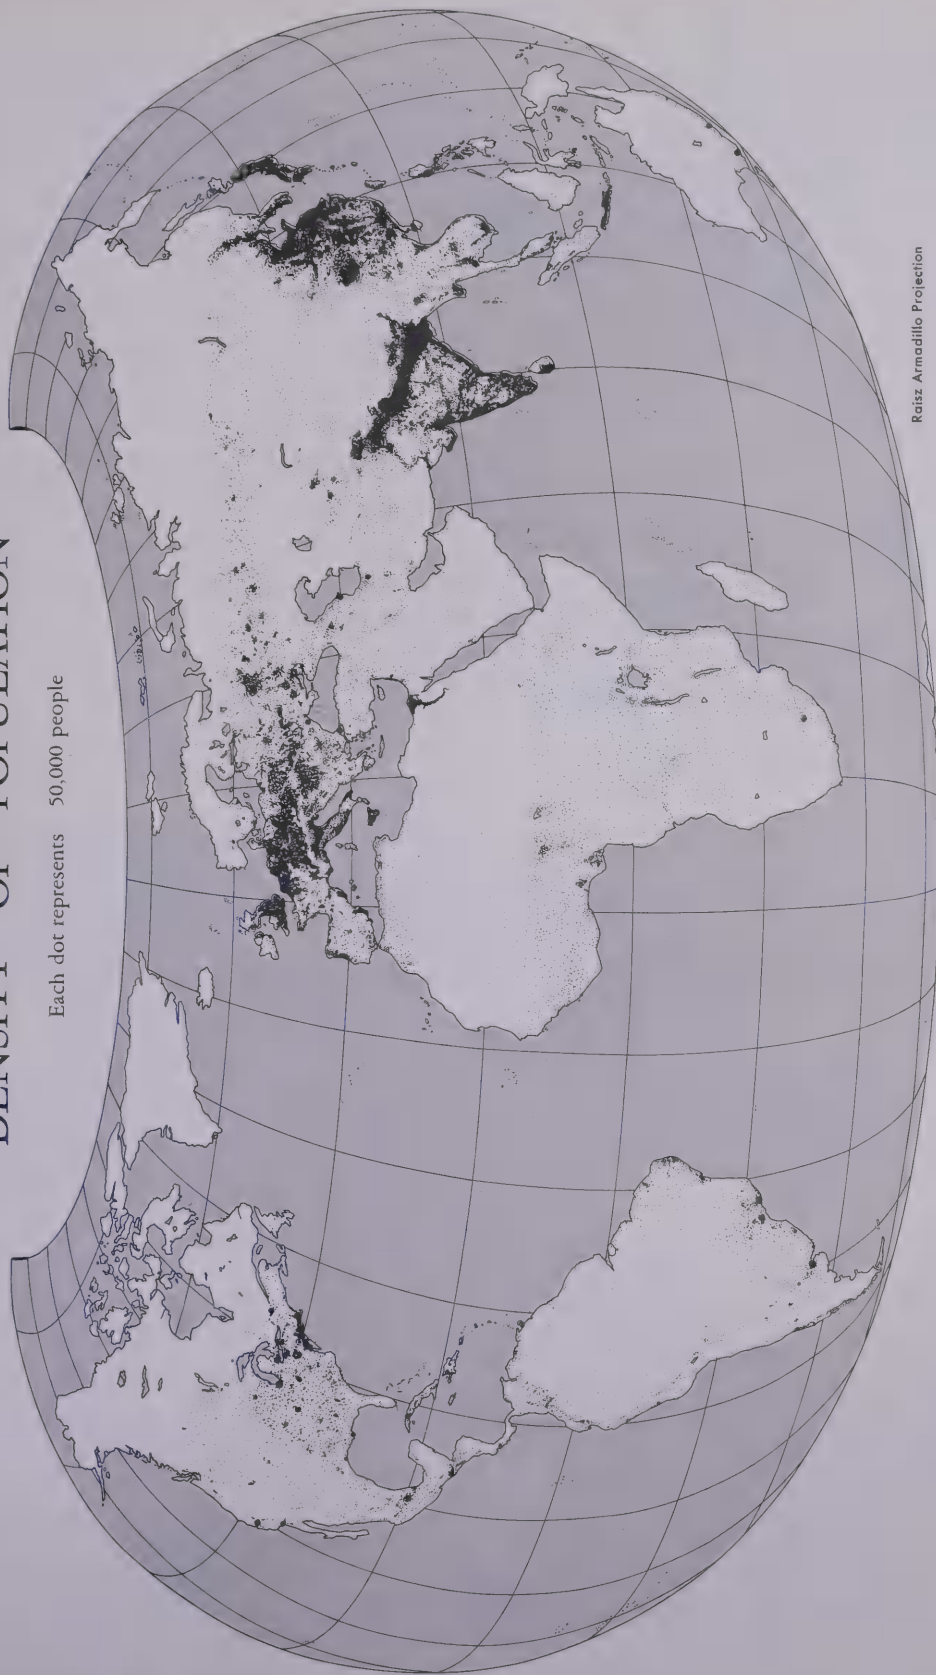 DENSITY OF POPULATION
Each dot represents 50,000 people
Raisz Armadillo Projection